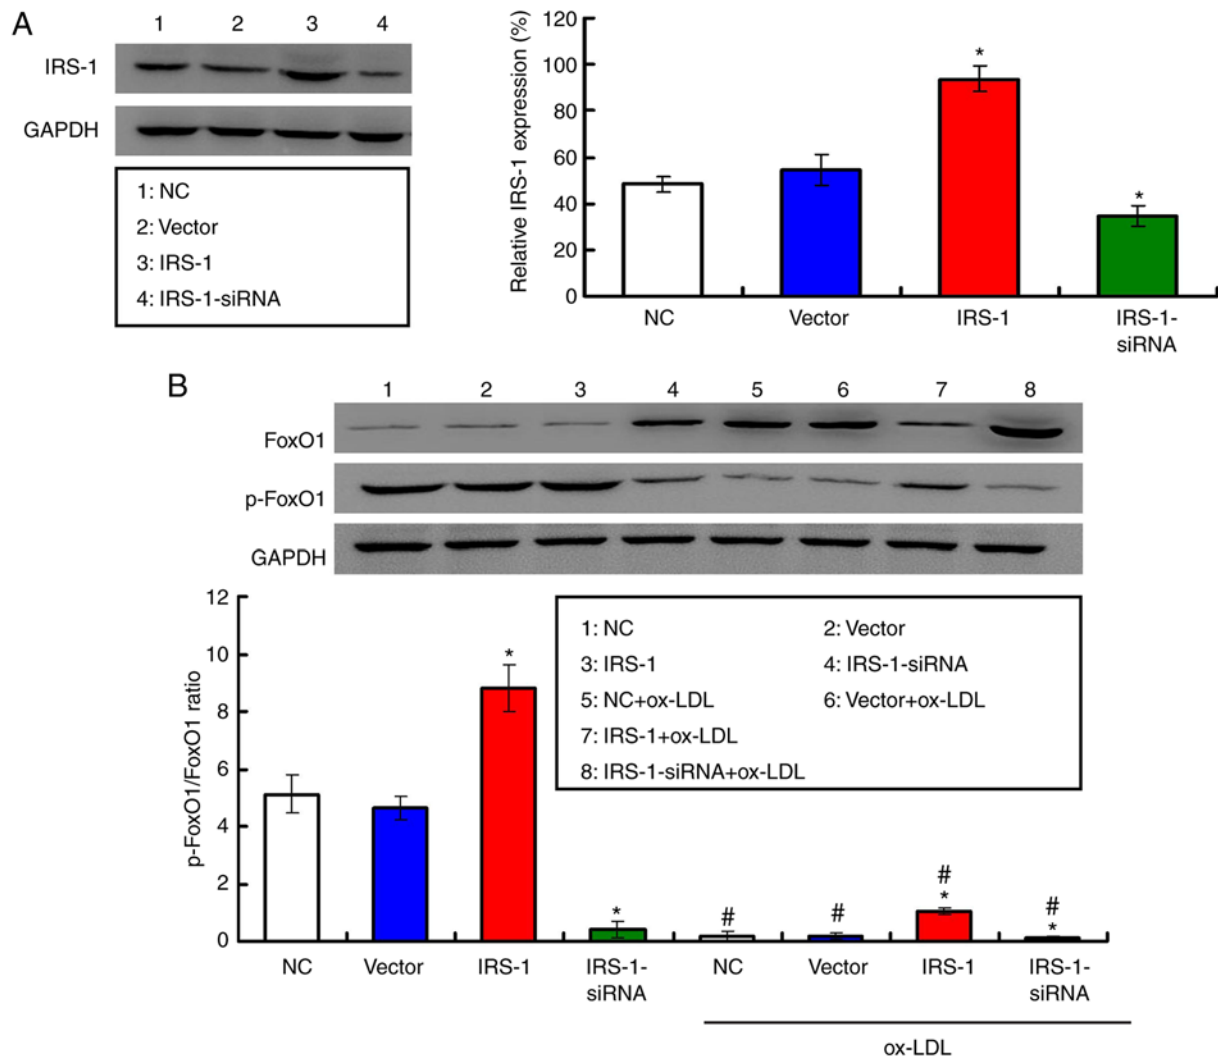 A
1 2 3 4
IRS-1
GAPDH
1: NC
2: Vector
3: IRS-1
4: IRS-1-siRNA
Relative IRS-1 expression (%)
120
100
80
60
40
20
0
*
*
NC Vector IRS-1 IRS-1-
siRNA
B
1 2 3 4 5 6 7 8
FoxO1
p-FoxO1
GAPDH
1: NC 2: Vector
3: IRS-1 4: IRS-1-siRNA
5: NC+ox-LDL 6: Vector+ox-LDL
7: IRS-1+ox-LDL
8: IRS-1-siRNA+ox-LDL
p-FoxO1/FoxO1 ratio
12
10
8
6
4
2
0
*
*
#
#
#
*
#
*
NC Vector IRS-1 IRS-1- NC Vector IRS-1 IRS-1-
siRNA siRNA
ox-LDL